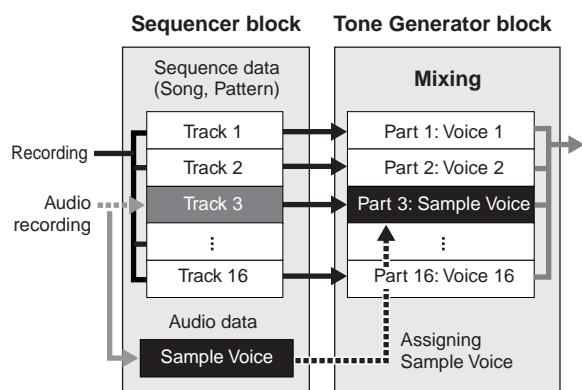 Sequencer block
Tone Generator block
Sequence data
(Song, Pattern)
Mixing
Recording
Audio
recording
Track 1
Track 2
Track 3
⋮
Track 16
Part 1: Voice 1
Part 2: Voice 2
Part 3: Sample Voice
⋮
Part 16: Voice 16
Audio data
Sample Voice
Assigning
Sample Voice